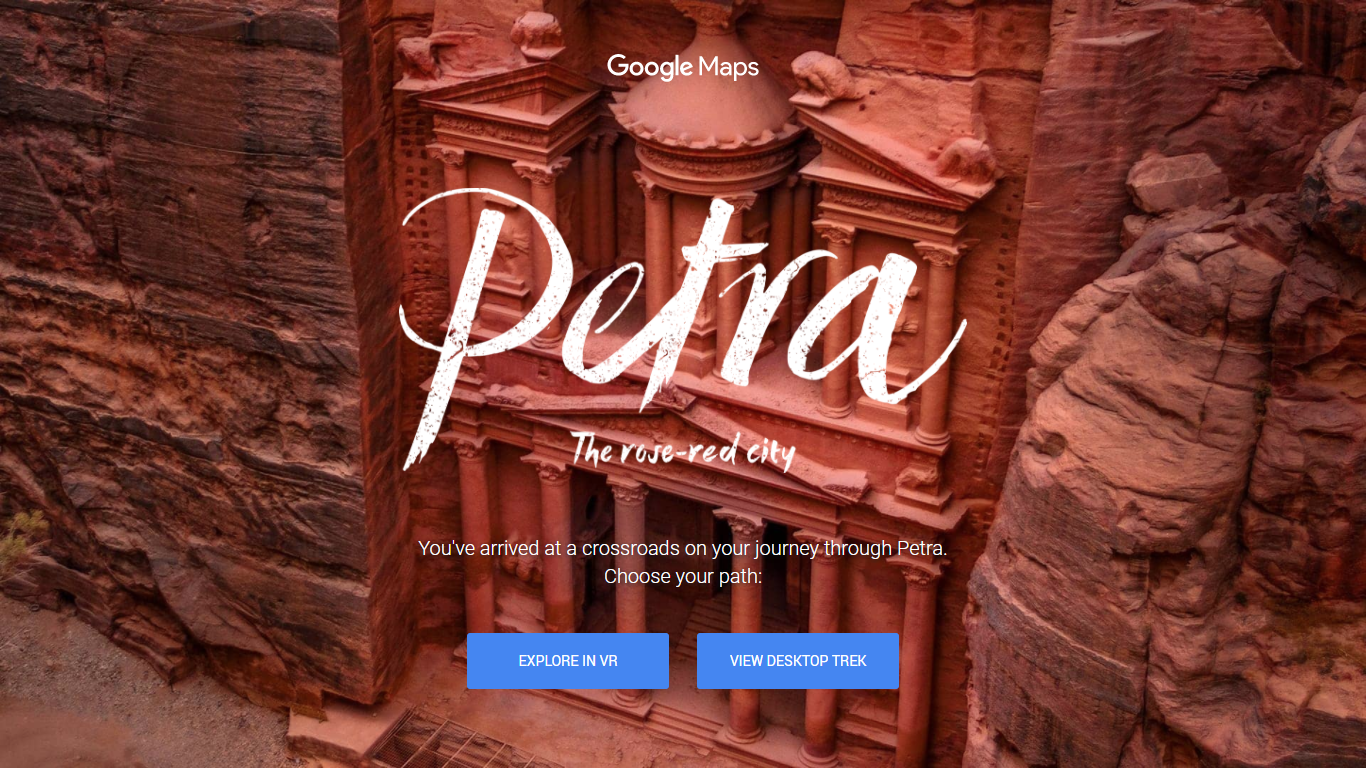 Google Maps
Petra
The rose-red city
You've arrived at a crossroads on your journey through Petra.
Choose your path:
EXPLORE IN VR
VIEW DESKTOP TREK